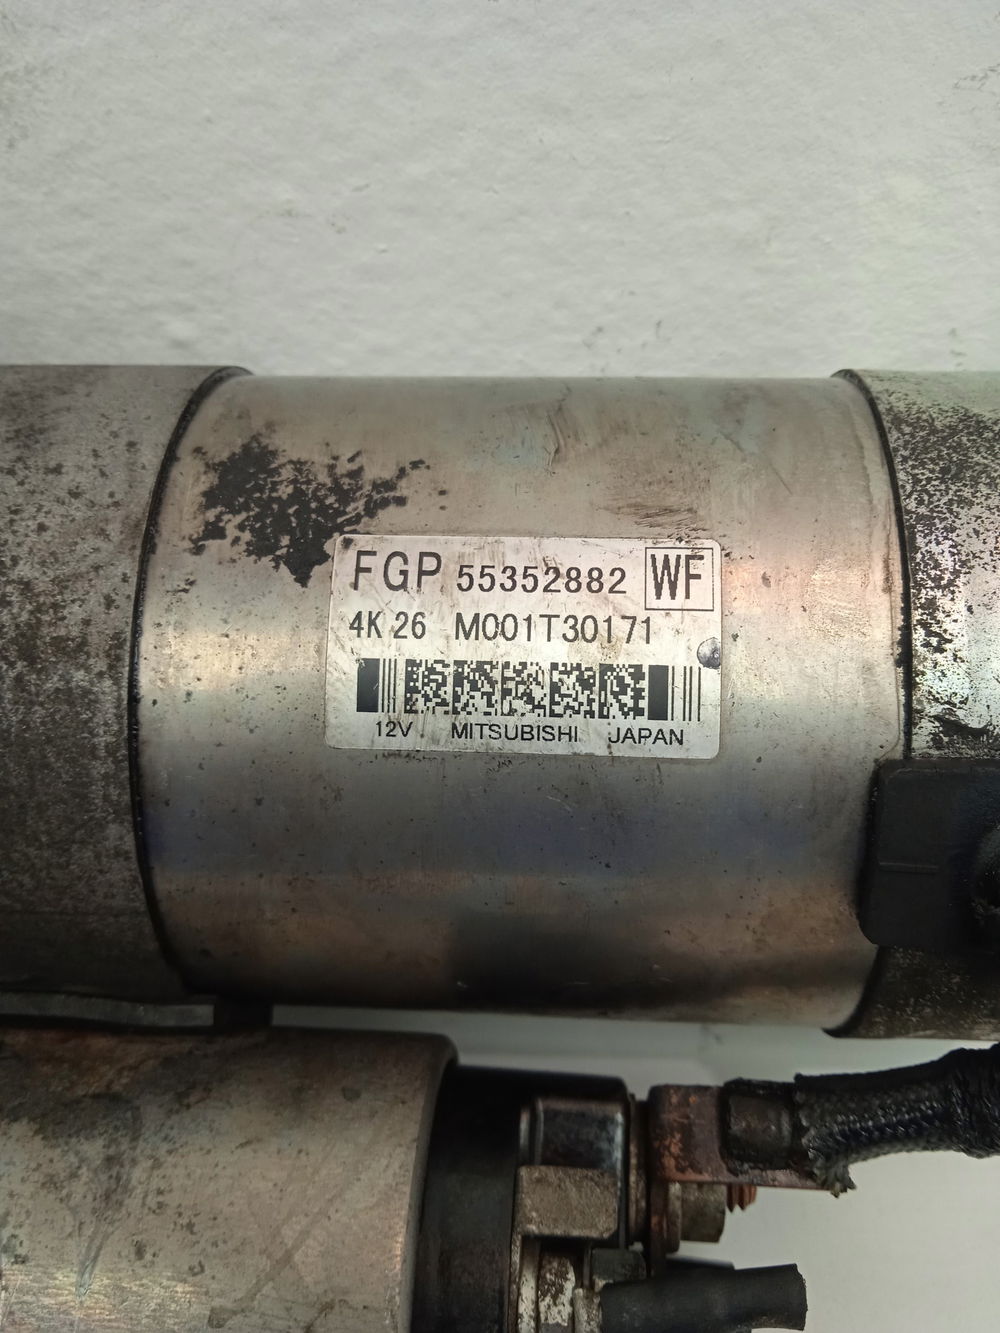 FGP 55352882 WF
4K 26 M001T30171
12V MITSUBISHI JAPAN